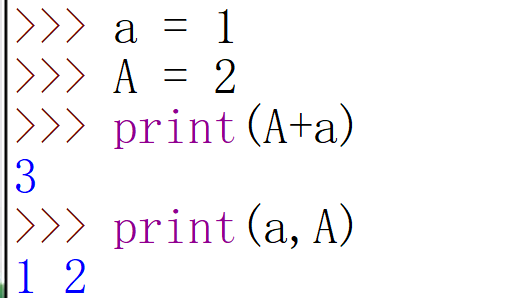 >>> a = 1
>>> A = 2
>>> print(A+a)
3
>>> print(a,A)
1 2